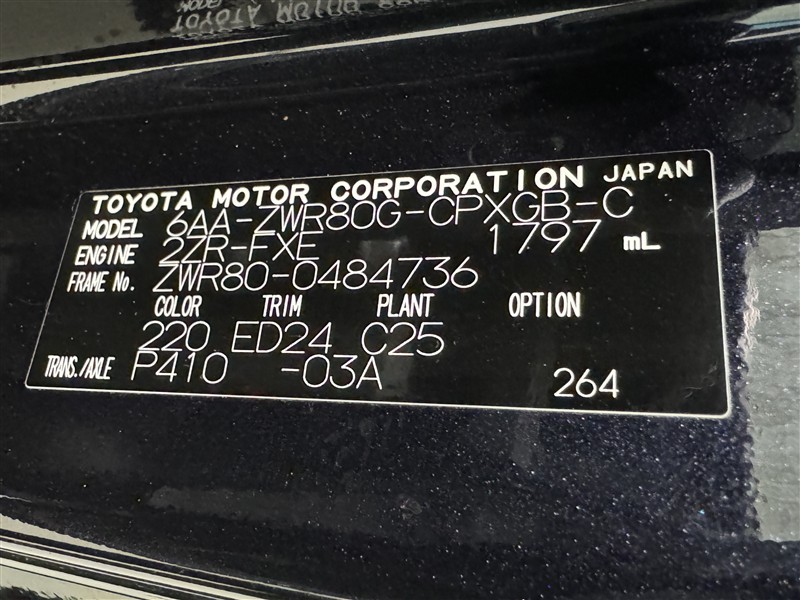 TOYOTA MOTOR CORPORATION JAPAN
MODEL 6AA-ZWR80G-CPXGB-C
ENGINE 2ZR-FXE 1797 mL
FRAME No. ZWR80-0484736
COLOR TRIM PLANT OPTION
220 ED24 C25
TRANS./AXLE P410 -03A 264